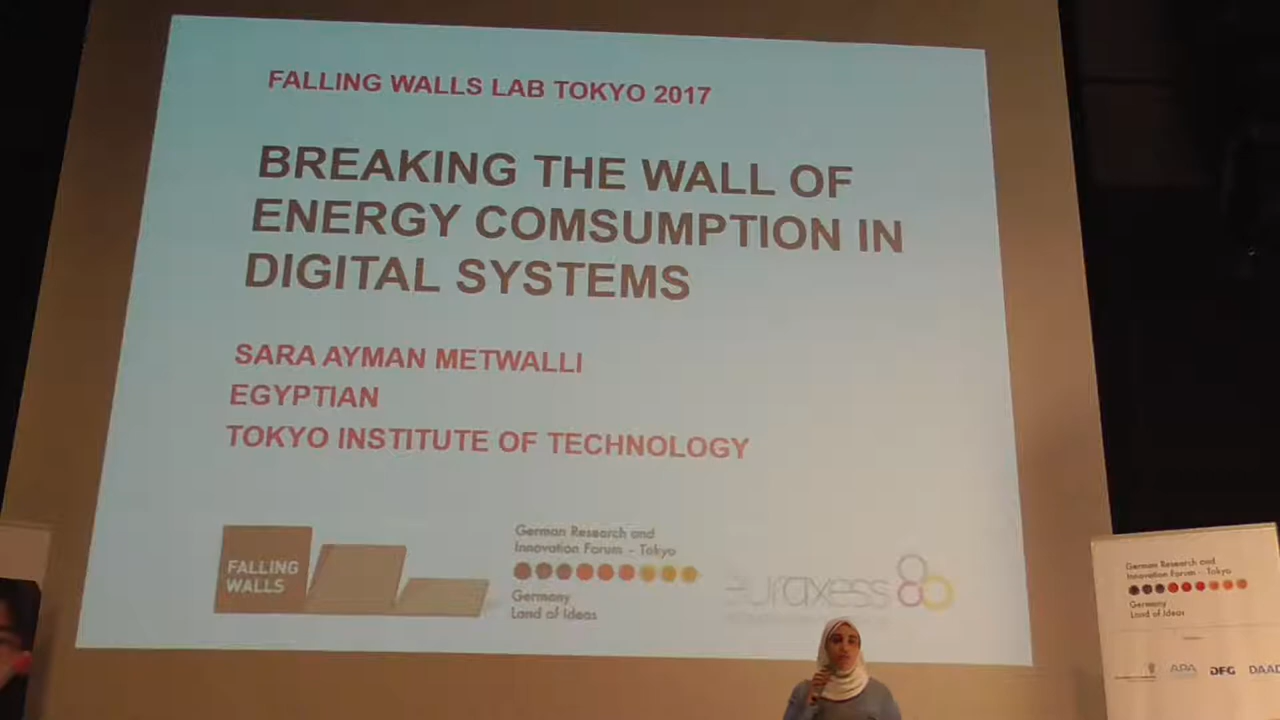 FALLING WALLS LAB TOKYO 2017
BREAKING THE WALL OF
ENERGY COMSUMPTION IN
DIGITAL SYSTEMS
SARA AYMAN METWALLI
EGYPTIAN
TOKYO INSTITUTE OF TECHNOLOGY
FALLING
WALLS
German Research and
Innovation Forum - Tokyo
Germany
Land of Ideas
euraxess
German Research and
Innovation Forum - Tokyo
Germany
Land of Ideas
APA DFG DAAD